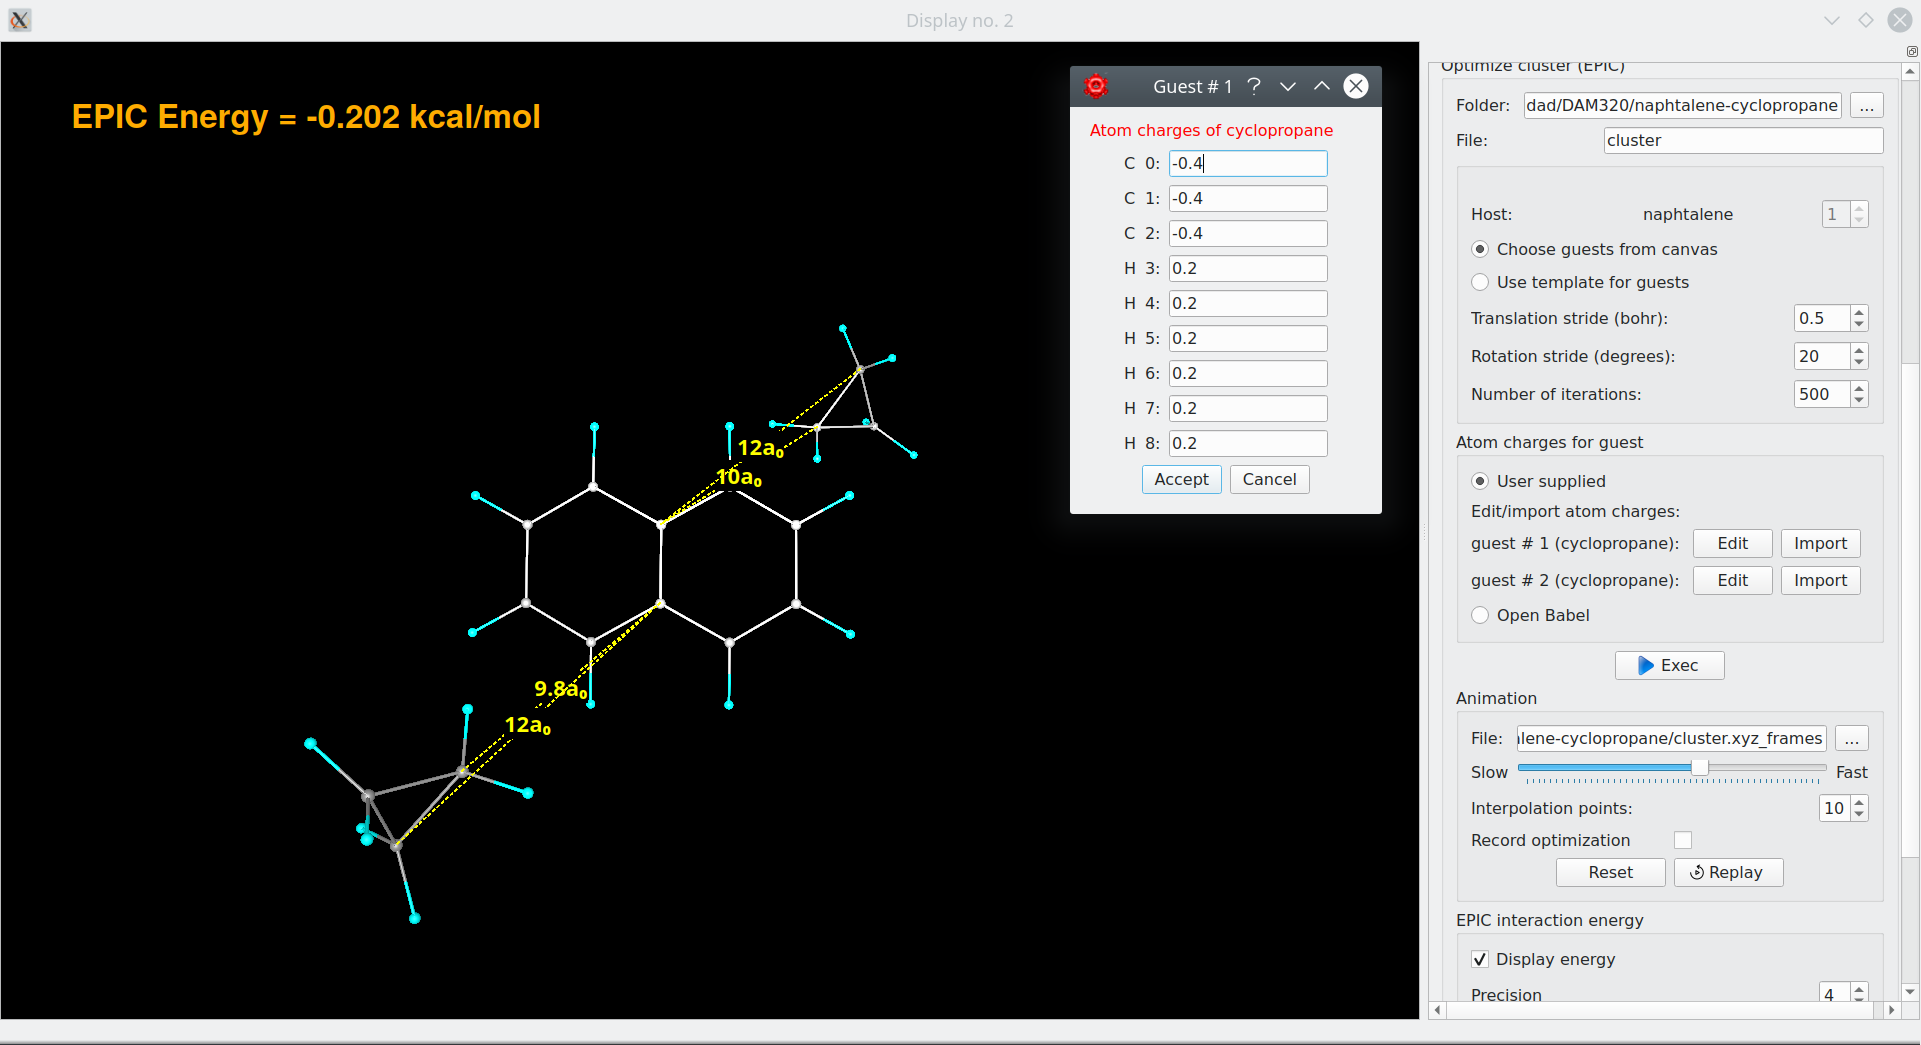 Display no. 2
EPIC Energy = -0.202 kcal/mol
12a₀
10a₀
9.8a₀
12a₀
Guest # 1 ?
Atom charges of cyclopropane
C 0: -0.4
C 1: -0.4
C 2: -0.4
H 3: 0.2
H 4: 0.2
H 5: 0.2
H 6: 0.2
H 7: 0.2
H 8: 0.2
Accept Cancel
Optimize cluster (EPIC)
Folder: dad/DAM320/naphtalene-cyclopropane ...
File: cluster
Host: naphtalene 1
Choose guests from canvas
Use template for guests
Translation stride (bohr): 0.5
Rotation stride (degrees): 20
Number of iterations: 500
Atom charges for guest
User supplied
Edit/import atom charges:
guest # 1 (cyclopropane): Edit Import
guest # 2 (cyclopropane): Edit Import
Open Babel
Exec
Animation
File: lene-cyclopropane/cluster.xyz_frames ...
Slow Fast
Interpolation points: 10
Record optimization
Reset Replay
EPIC interaction energy
Display energy
Precision 4